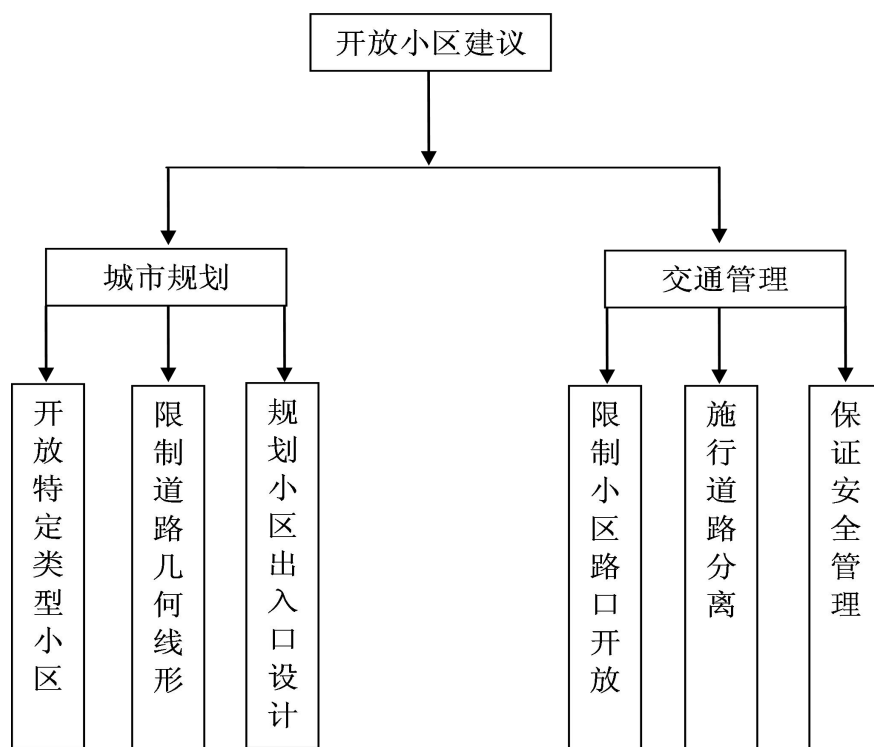 开放小区建议
城市规划
交通管理
开放特定类型小区
限制道路几何线形
规划小区出入口设计
限制小区路口开放
施行道路分离
保证安全管理